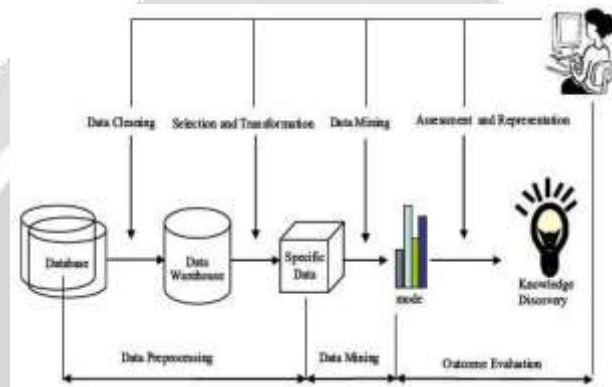 Data Cleaning
Selection and Transformation
Data Mining
Assessment and Representation
Database
Data
Warehouse
Specific
Data
mode
Knowledge
Discovery
Data Preprocessing
Data Mining
Outcome Evaluation